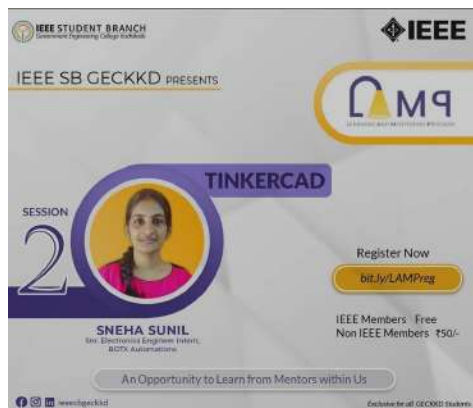 IEEE STUDENT BRANCH
Government Engineering College Kozhikode
IEEE
IEEE SB GECKKD PRESENTS
LAMP
TINKERCAD
SESSION
2
Register Now
bit.ly/LAMPreg
IEEE Members Free
Non IEEE Members ₹50/-
SNEHA SUNIL
Snr. Electronics Engineer Intern,
BOTX Automations
An Opportunity to Learn from Mentors within Us
ieeesbgeckkd
Exclusive for all GECKKD Students